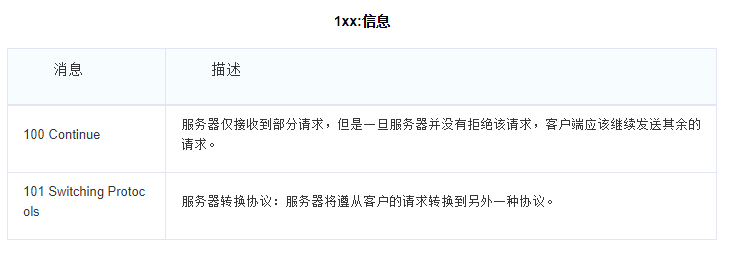 1xx:信息
消息
描述
100 Continue
服务器仅接收到部分请求，但是一旦服务器并没有拒绝该请求，客户端应该继续发送其余的
请求。
101 Switching Protoc
ols
服务器转换协议：服务器将遵从客户的请求转换到另外一种协议。